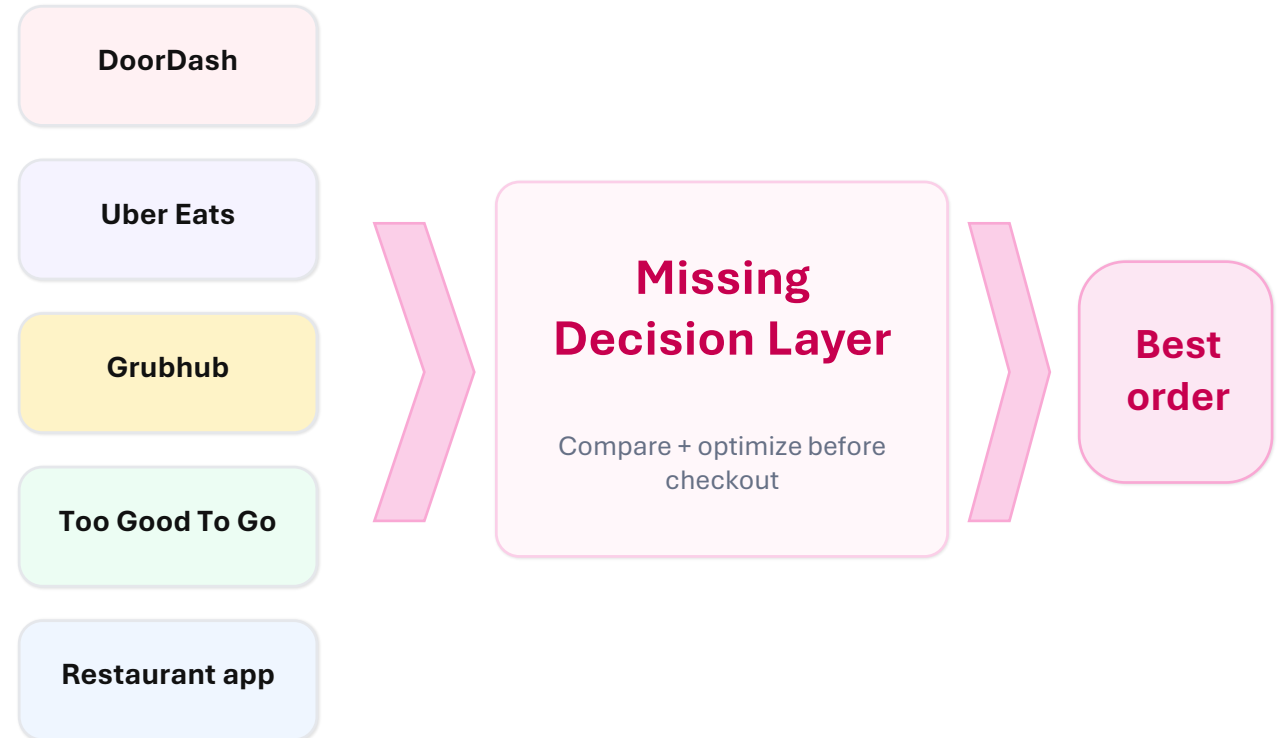 DoorDash
Uber Eats
Grubhub
Too Good To Go
Restaurant app
Missing
Decision Layer
Compare + optimize before
checkout
Best
order